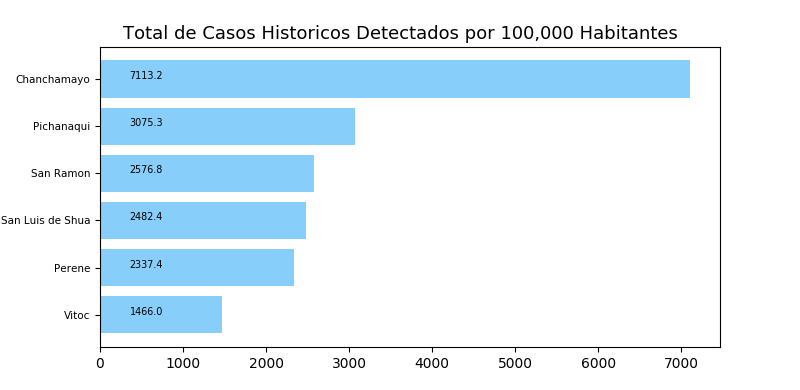 Total de Casos Historicos Detectados por 100,000 Habitantes
Chanchamayo 7113.2
Pichanaqui 3075.3
San Ramon 2576.8
San Luis de Shua 2482.4
Perene 2337.4
Vitoc 1466.0
0 1000 2000 3000 4000 5000 6000 7000